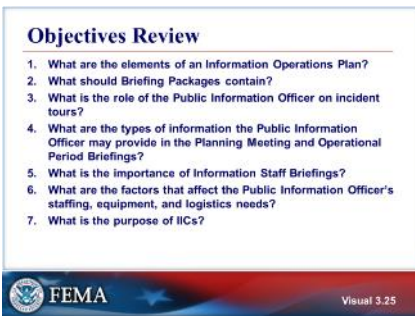 Objectives Review
1. What are the elements of an Information Operations Plan?
2. What should Briefing Packages contain?
3. What is the role of the Public Information Officer on incident
tours?
4. What are the types of information the Public Information
Officer may provide in the Planning Meeting and Operational
Period Briefings?
5. What is the importance of Information Staff Briefings?
6. What are the factors that affect the Public Information Officer's
staffing, equipment, and logistics needs?
7. What is the purpose of IICs?
FEMA
Visual 3.25